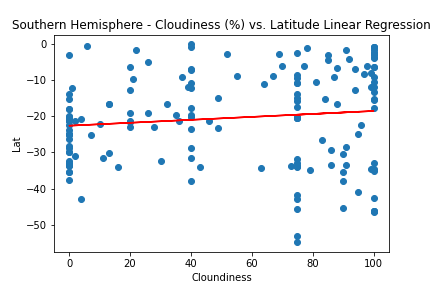 Southern Hemisphere - Cloudiness (%) vs. Latitude Linear Regression
0
−10
−20
−30
−40
−50
Lat
0 20 40 60 80 100
Cloundiness